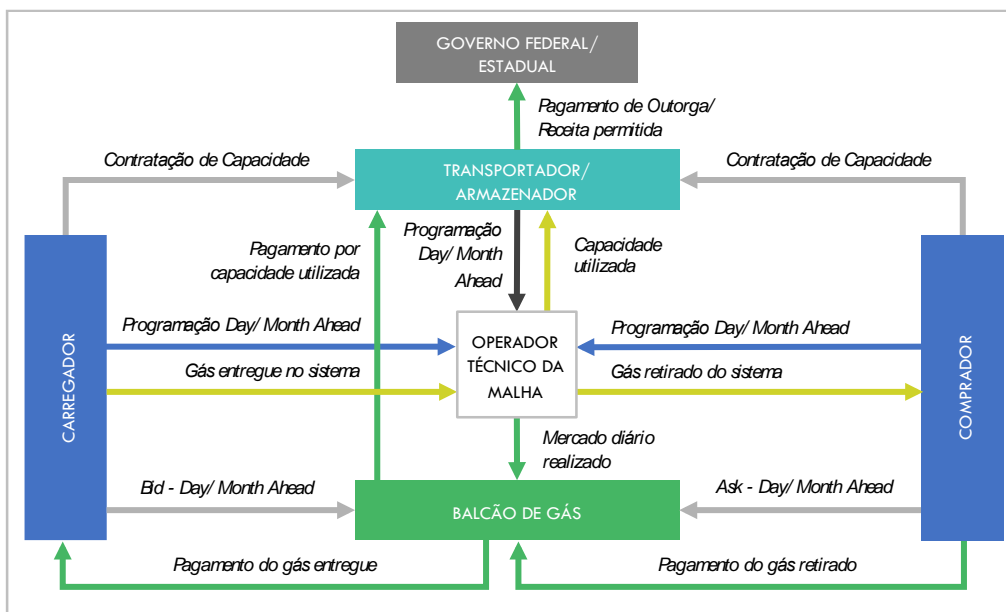 GOVERNO FEDERAL/
ESTADUAL
Pagamento de Outorga/
Receita permitida
Contratação de Capacidade
TRANSPORTADOR/
ARMAZENADOR
Contratação de Capacidade
Pagamento por
capacidade utilizada
Programação
Day/ Month
Ahead
Capacidade
utilizada
CARREGADOR
Programação Day/ Month Ahead
Gás entregue no sistema
OPERADOR
TÉCNICO DA
MALHA
Programação Day/ Month Ahead
Gás retirado do sistema
COMPRADOR
Mercado diário
realizado
Bid - Day/ Month Ahead
BALCÃO DE GÁS
Ask - Day/ Month Ahead
Pagamento do gás entregue
Pagamento do gás retirado